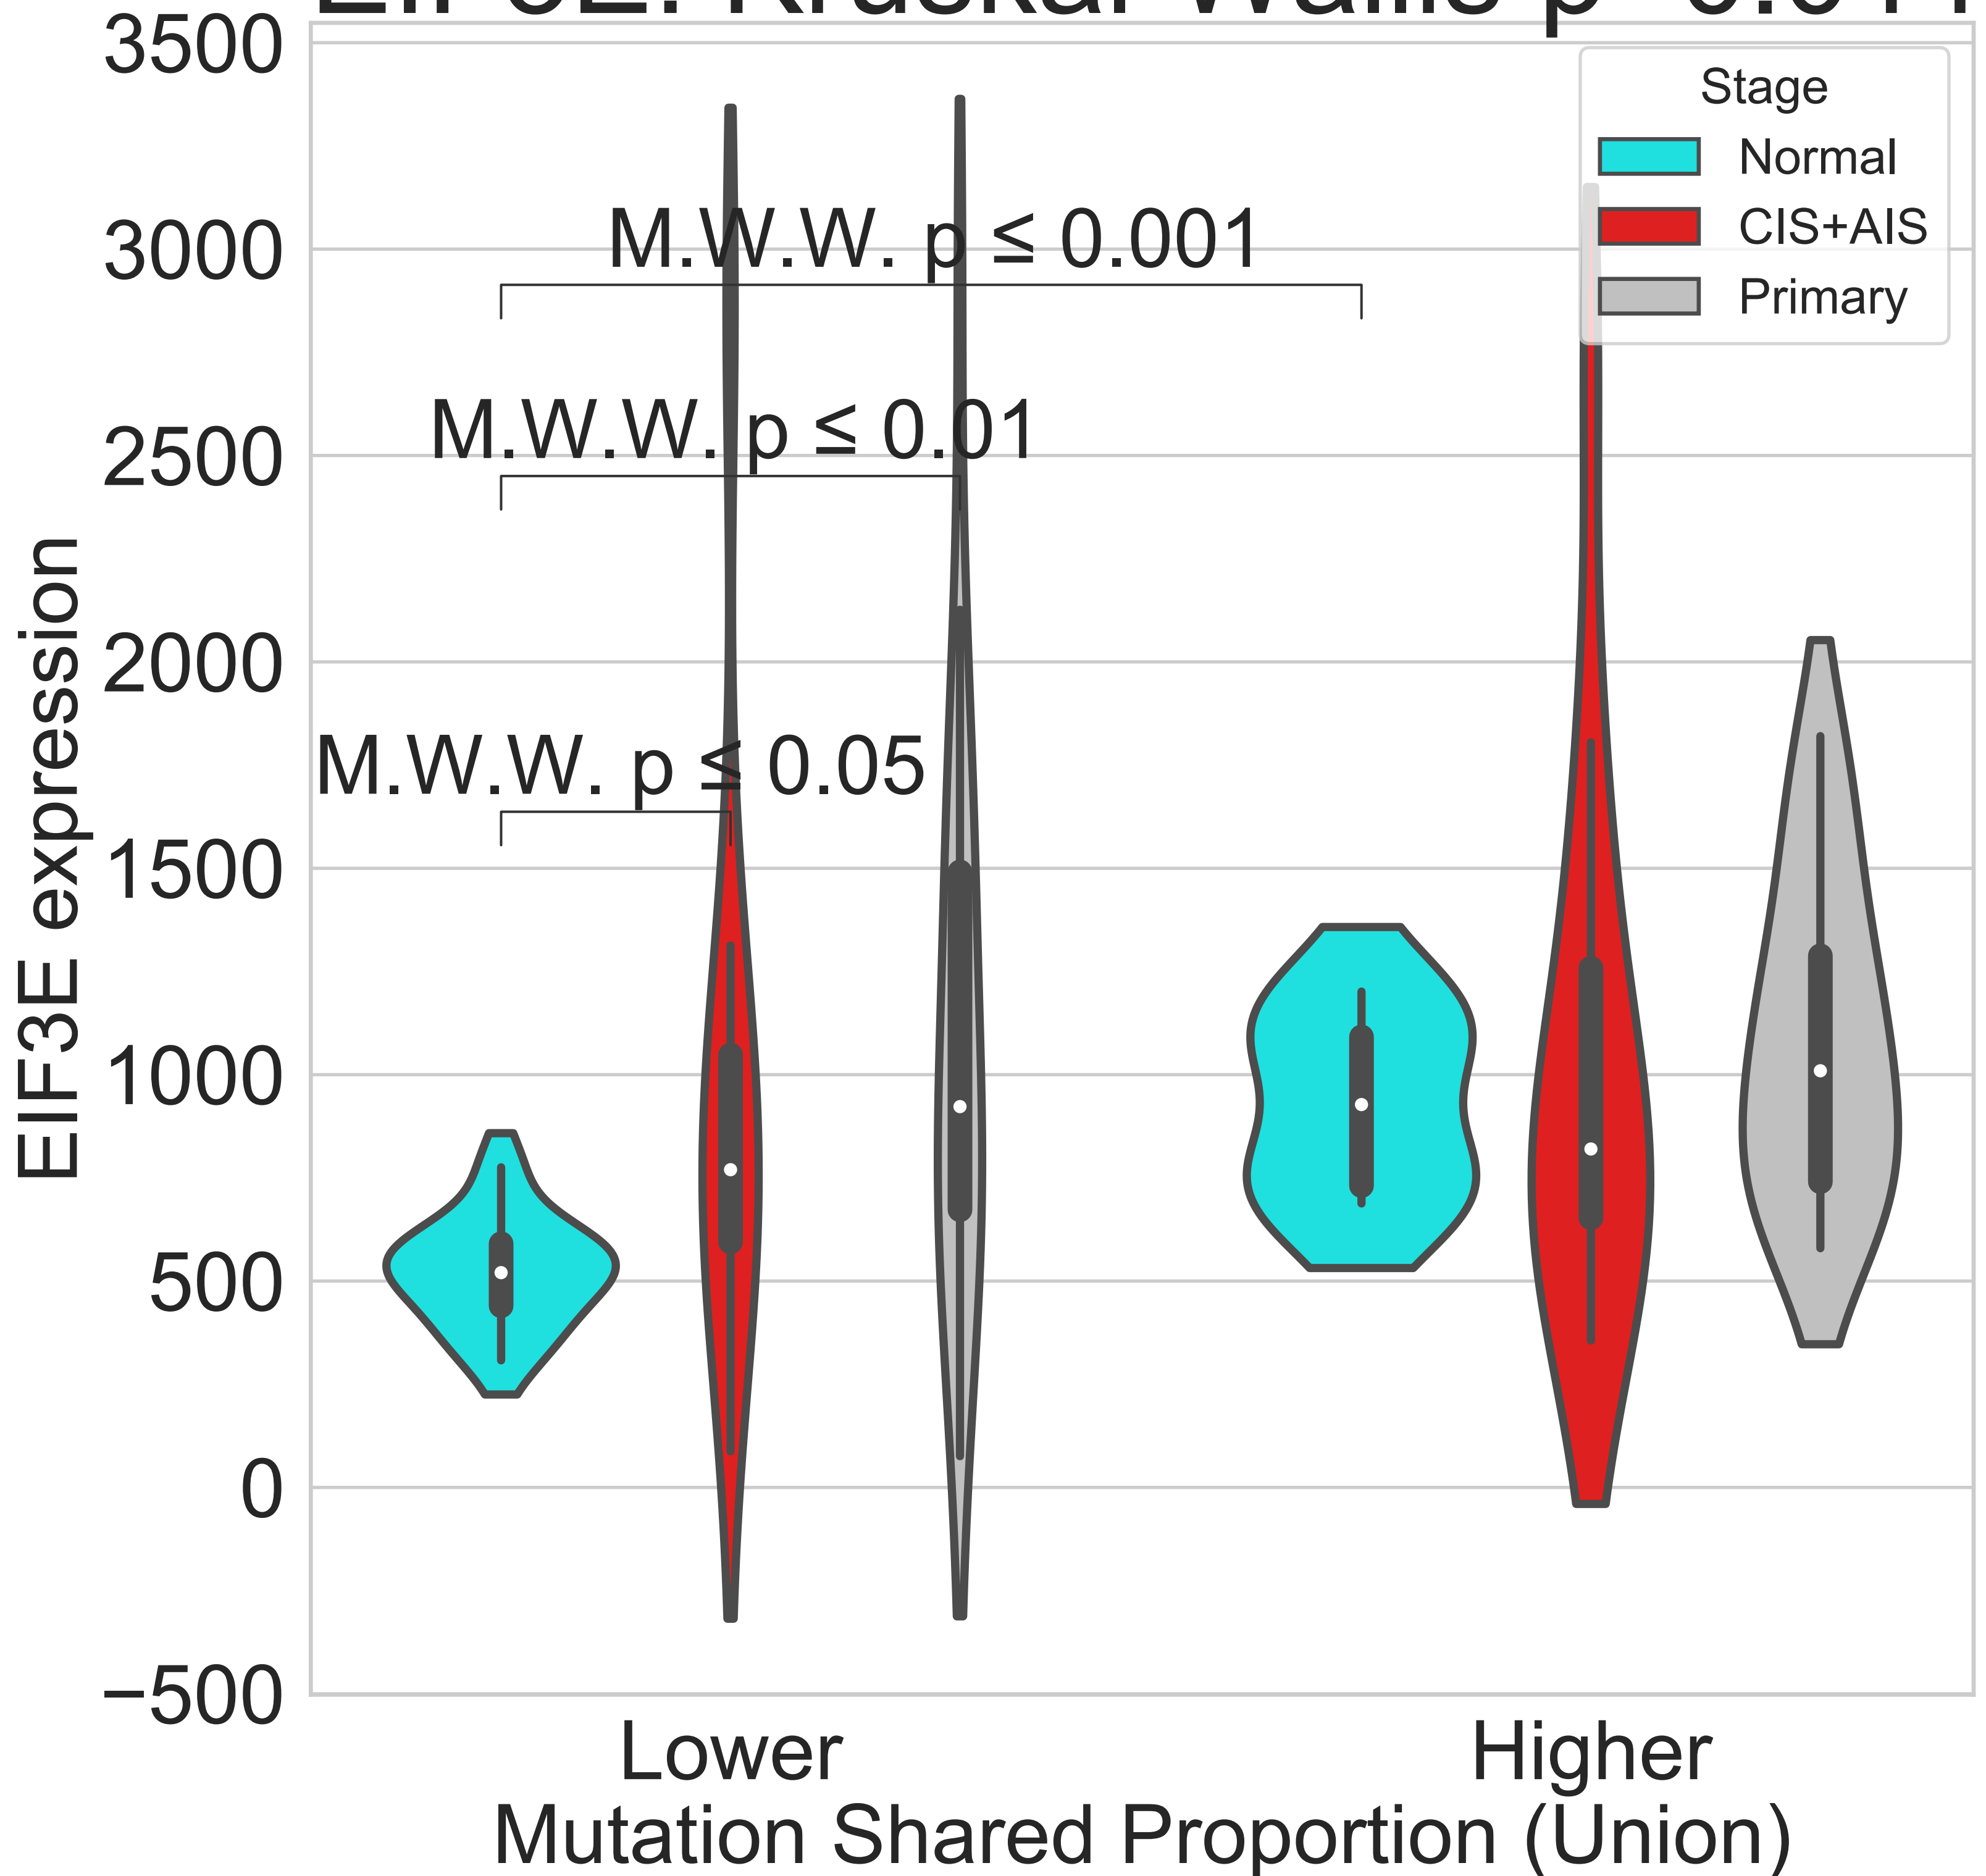 3500
3000
2500
2000
1500
1000
500
0
−500
EIF3E expression
Stage
Normal
CIS+AIS
Primary
M.W.W. p ≤ 0.001
M.W.W. p ≤ 0.01
M.W.W. p ≤ 0.05
Lower
Higher
Mutation Shared Proportion (Union)